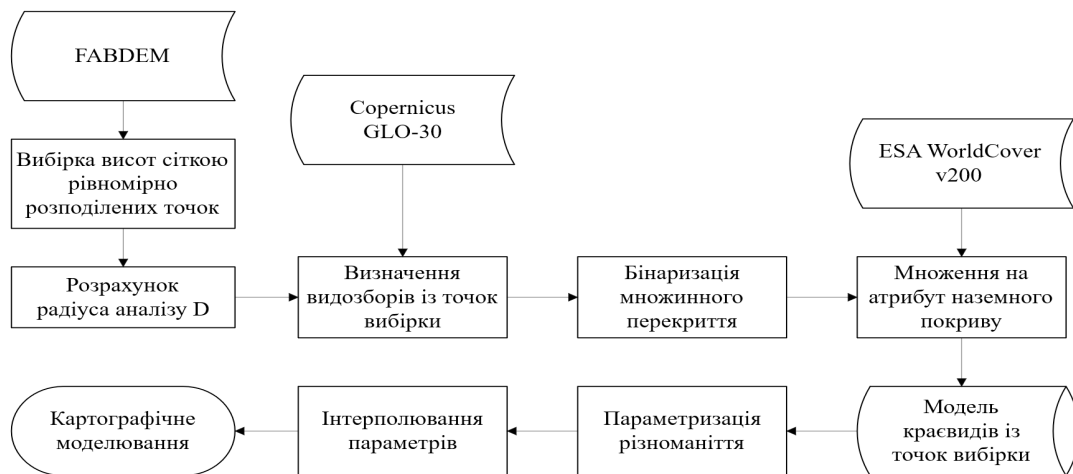 FABDEM
Вибірка висот сіткою
рівномірно
розподілених точок
Розрахунок
радіуса аналізу D
Copernicus
GLO-30
Визначення
видозборів із точок
вибірки
Бінаризація
множинного
перекриття
ESA WorldCover
v200
Множення на
атрибут наземного
покриву
Модель
краєвидів із
точок вибірки
Параметризація
різноманіття
Інтерполювання
параметрів
Картографічне
моделювання